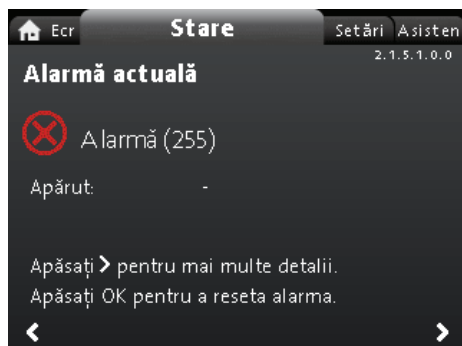 Ecr Stare Setări Asisten
2.1.5.1.0.0
Alarmă actuală
Alarmă (255)
Apărut: -
Apăsați > pentru mai multe detalii.
Apăsați OK pentru a reseta alarma.
< >